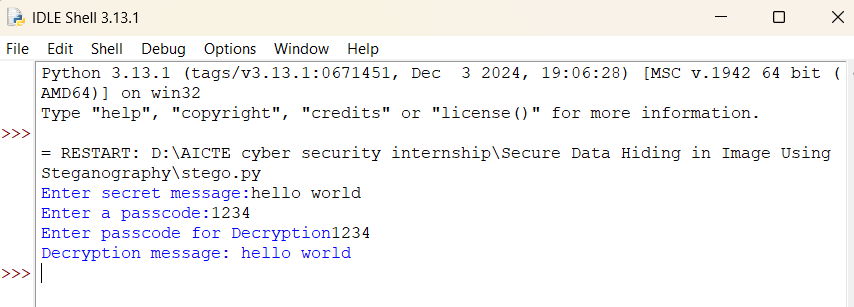 IDLE Shell 3.13.1
File Edit Shell Debug Options Window Help
Python 3.13.1 (tags/v3.13.1:0671451, Dec  3 2024, 19:06:28) [MSC v.1942 64 bit (
AMD64)] on win32
Type "help", "copyright", "credits" or "license()" for more information.
>>>
= RESTART: D:\AICTE cyber security internship\Secure Data Hiding in Image Using
Steganography\stego.py
Enter secret message:hello world
Enter a passcode:1234
Enter passcode for Decryption1234
Decryption message: hello world
>>>